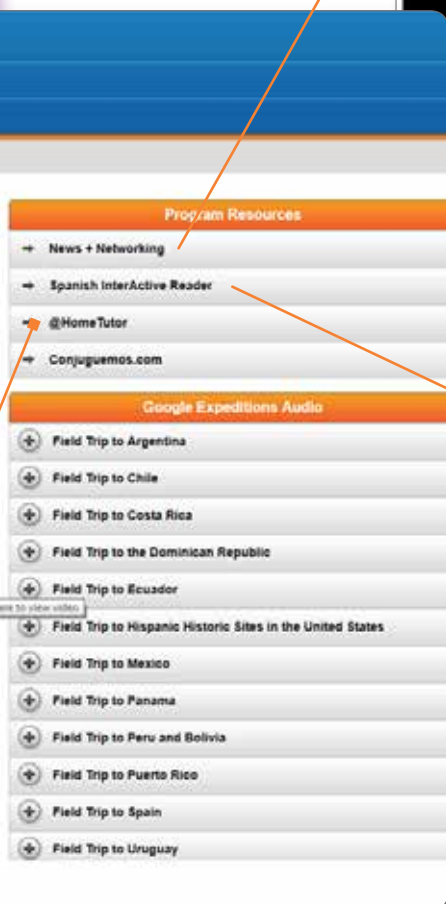 Program Resources
News + Networking
Spanish InterActive Reader
@HomeTutor
Conjuguemos.com
Google Expeditions Audio
Field Trip to Argentina
Field Trip to Chile
Field Trip to Costa Rica
Field Trip to the Dominican Republic
Field Trip to Ecuador
to view video
Field Trip to Hispanic Historic Sites in the United States
Field Trip to Mexico
Field Trip to Panama
Field Trip to Peru and Bolivia
Field Trip to Puerto Rico
Field Trip to Spain
Field Trip to Uruguay